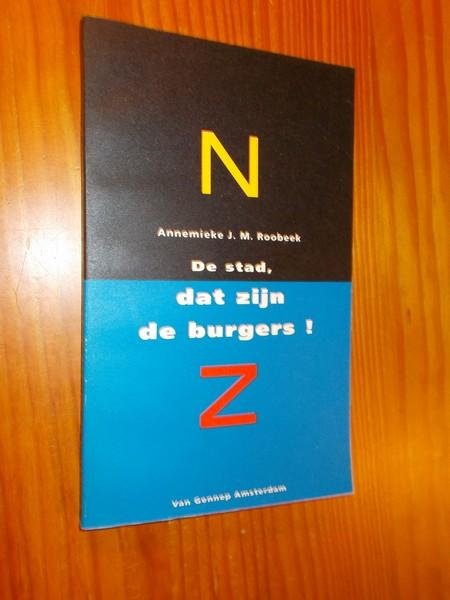 N
Annemieke J. M. Roobeek
De stad,
dat zijn
de burgers !
Z
Van Gennep Amsterdam